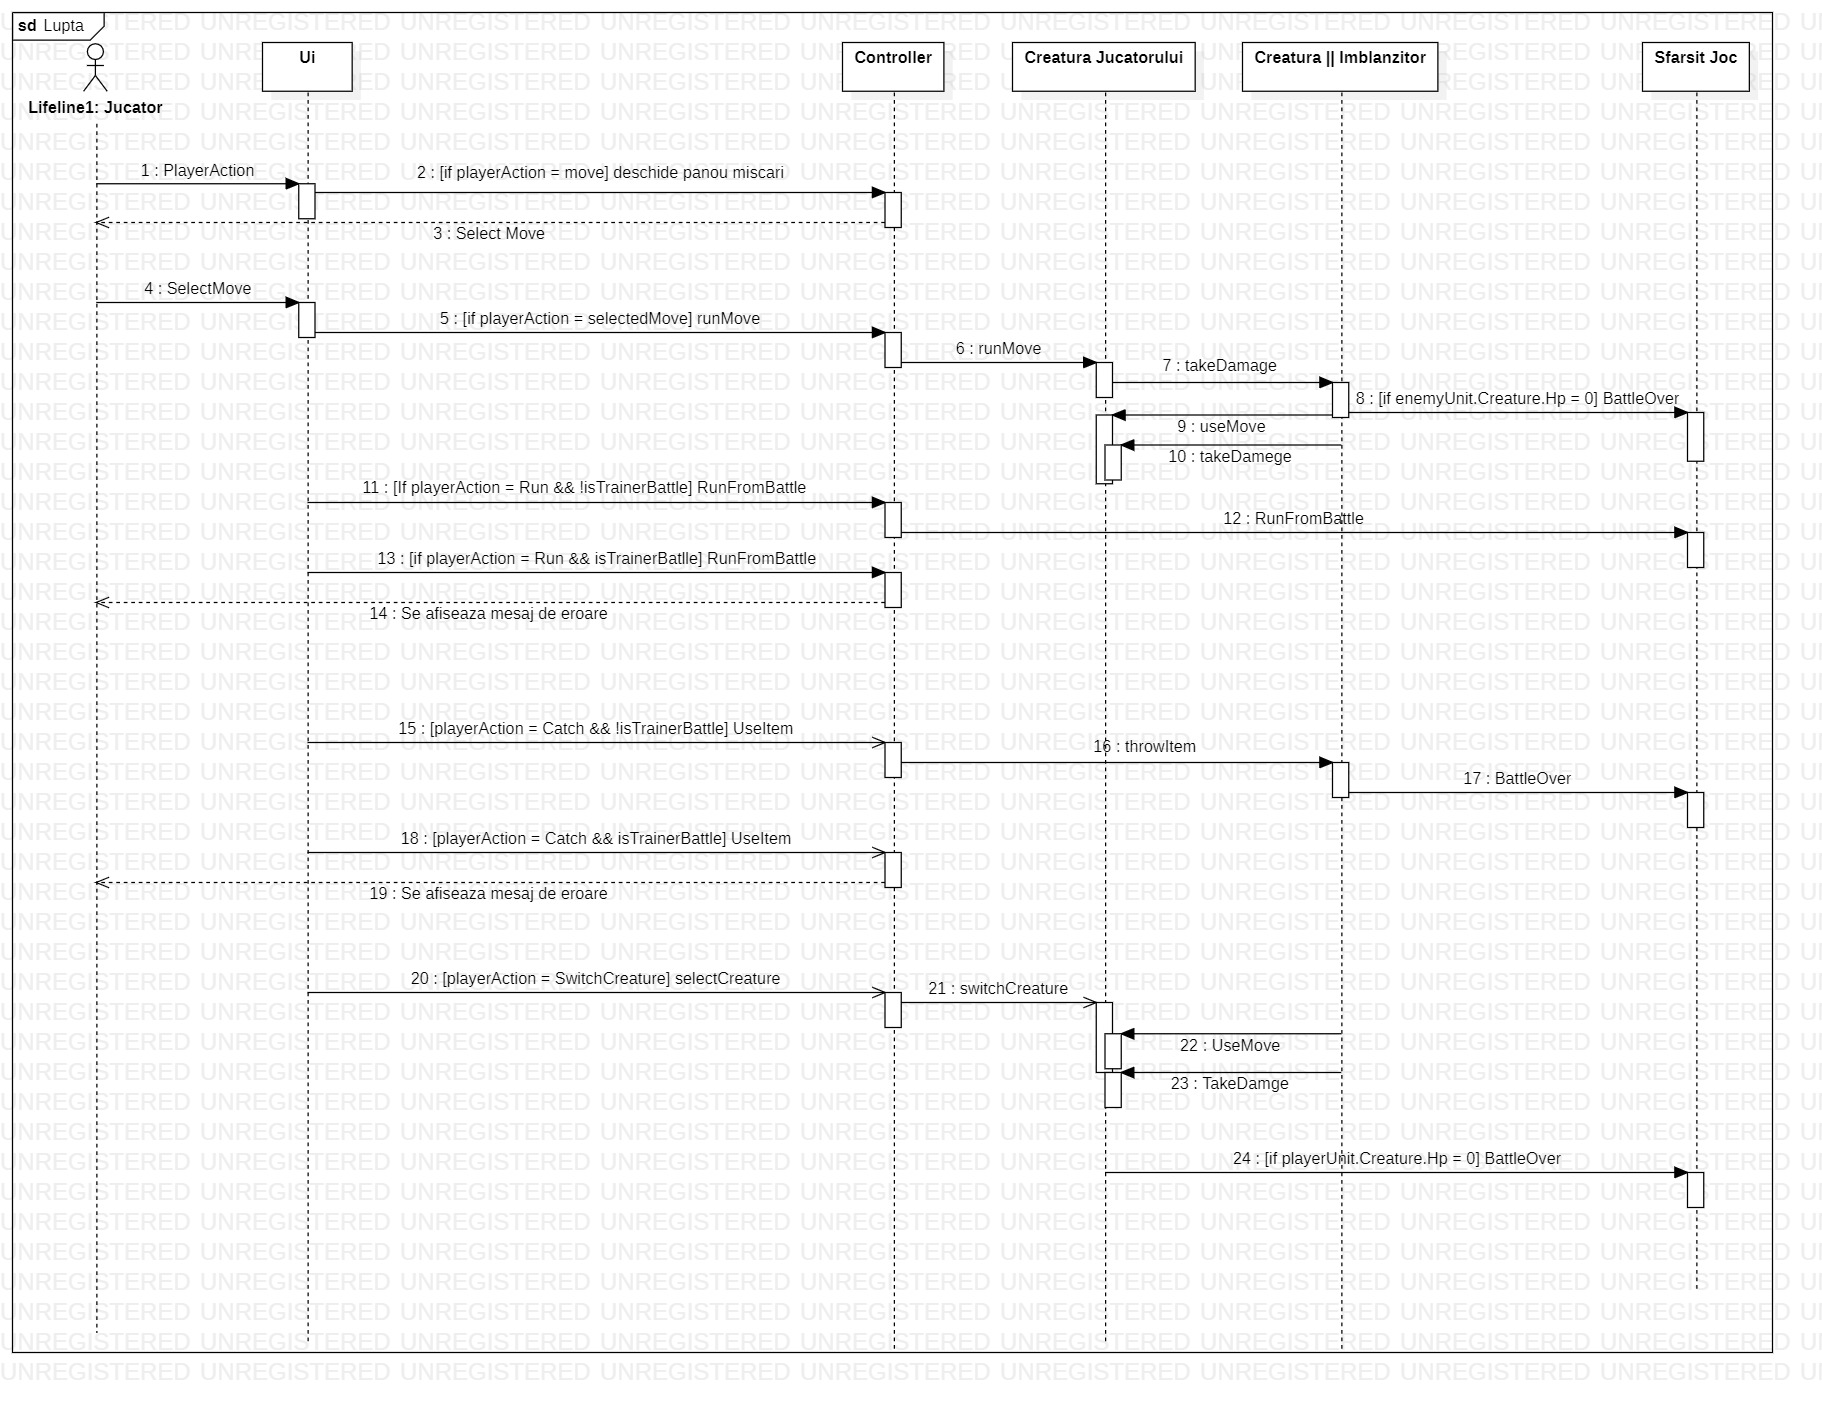 sd Lupta
Lifeline1: Jucator
Ui
Controller
Creatura Jucatorului
Creatura || Imblanzitor
Sfarsit Joc
1 : PlayerAction
2 : [if playerAction = move] deschide panou miscari
3 : Select Move
4 : SelectMove
5 : [if playerAction = selectedMove] runMove
6 : runMove
7 : takeDamage
8 : [if enemyUnit.Creature.Hp = 0] BattleOver
9 : useMove
10 : takeDamege
11 : [If playerAction = Run && !isTrainerBattle] RunFromBattle
12 : RunFromBattle
13 : [if playerAction = Run && isTrainerBatlle] RunFromBattle
14 : Se afiseaza mesaj de eroare
15 : [playerAction = Catch && !isTrainerBattle] UseItem
16 : throwItem
17 : BattleOver
18 : [playerAction = Catch && isTrainerBattle] UseItem
19 : Se afiseaza mesaj de eroare
20 : [playerAction = SwitchCreature] selectCreature
21 : switchCreature
22 : UseMove
23 : TakeDamge
24 : [if playerUnit.Creature.Hp = 0] BattleOver
UNREGISTERED